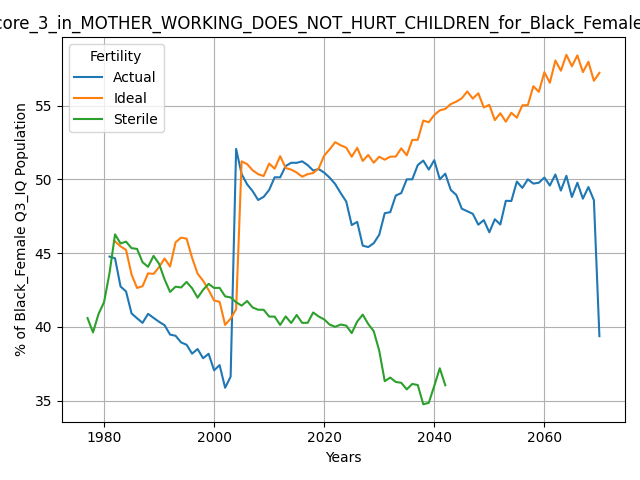 core_3_in_MOTHER_WORKING_DOES_NOT_HURT_CHILDREN_for_Black_Female
Fertility
Actual
Ideal
Sterile
% of Black_Female Q3_IQ Population
55
50
45
40
35
1980 2000 2020 2040 2060
Years